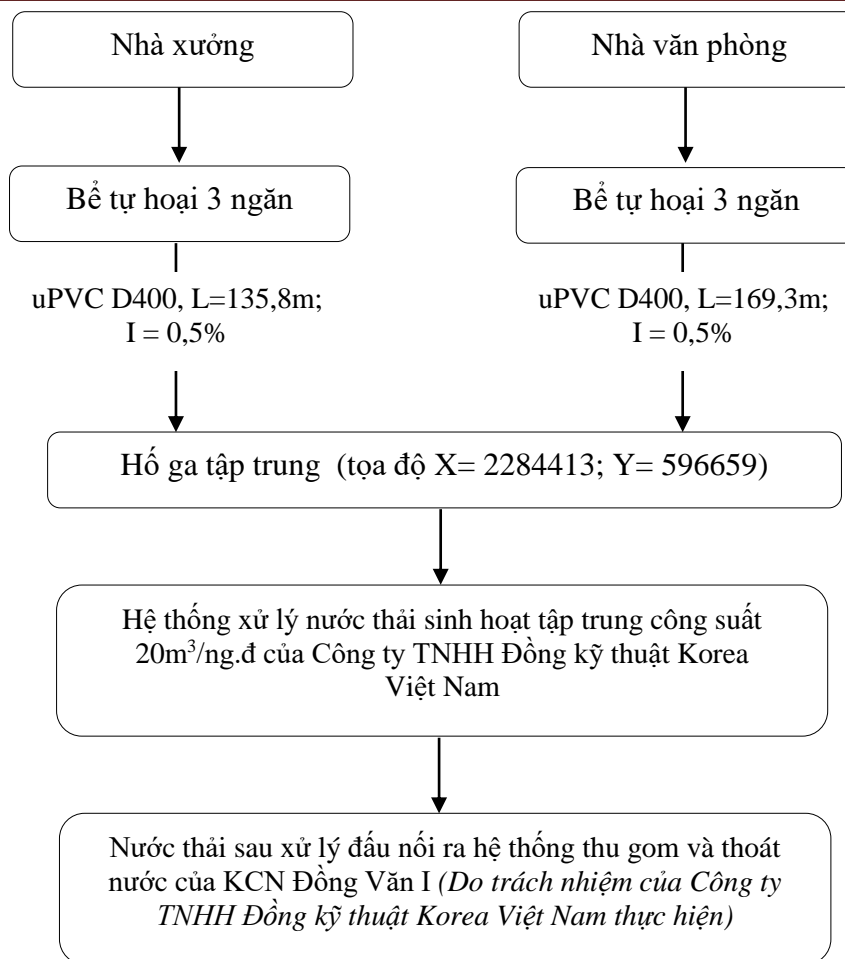 Nhà xưởng
Nhà văn phòng
Bể tự hoại 3 ngăn
Bể tự hoại 3 ngăn
uPVC D400, L=135,8m;
I = 0,5%
uPVC D400, L=169,3m;
I = 0,5%
Hố ga tập trung (tọa độ X= 2284413; Y= 596659)
Hệ thống xử lý nước thải sinh hoạt tập trung công suất
20m³/ng.đ của Công ty TNHH Đồng kỹ thuật Korea
Việt Nam
Nước thải sau xử lý đấu nối ra hệ thống thu gom và thoát
nước của KCN Đồng Văn I (Do trách nhiệm của Công ty
TNHH Đồng kỹ thuật Korea Việt Nam thực hiện)